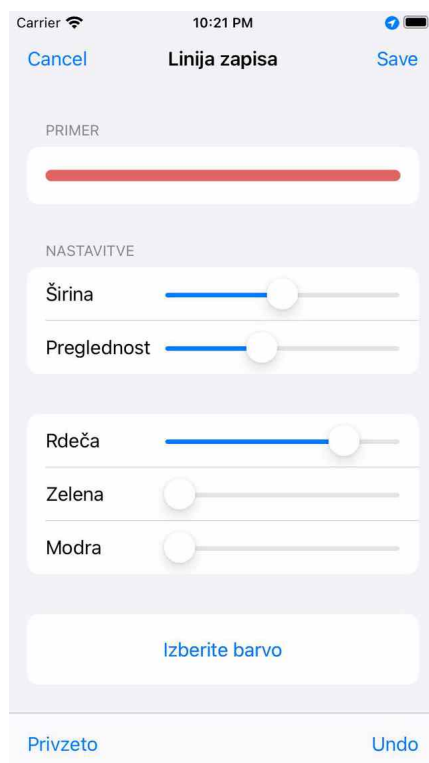 Carrier 10:21 PM
Cancel Linija zapisa Save
PRIMER
NASTAVITVE
Širina
Preglednost
Rdeča
Zelena
Modra
Izberite barvo
Privzeto Undo